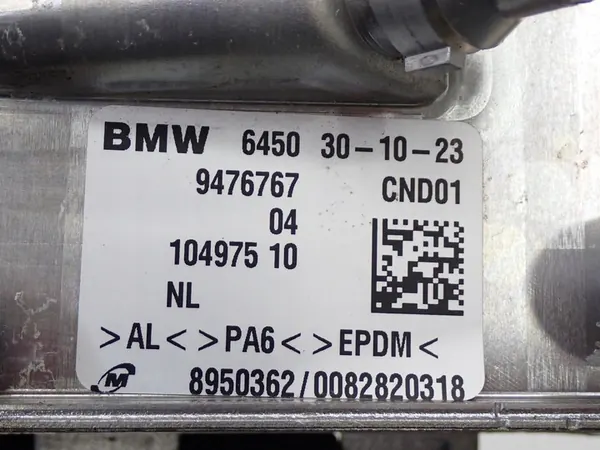 BMW 6450 30-10-23
9476767 CND01
04
104975 10
NL
>AL< >PA6< >EPDM<
M 8950362/0082820318